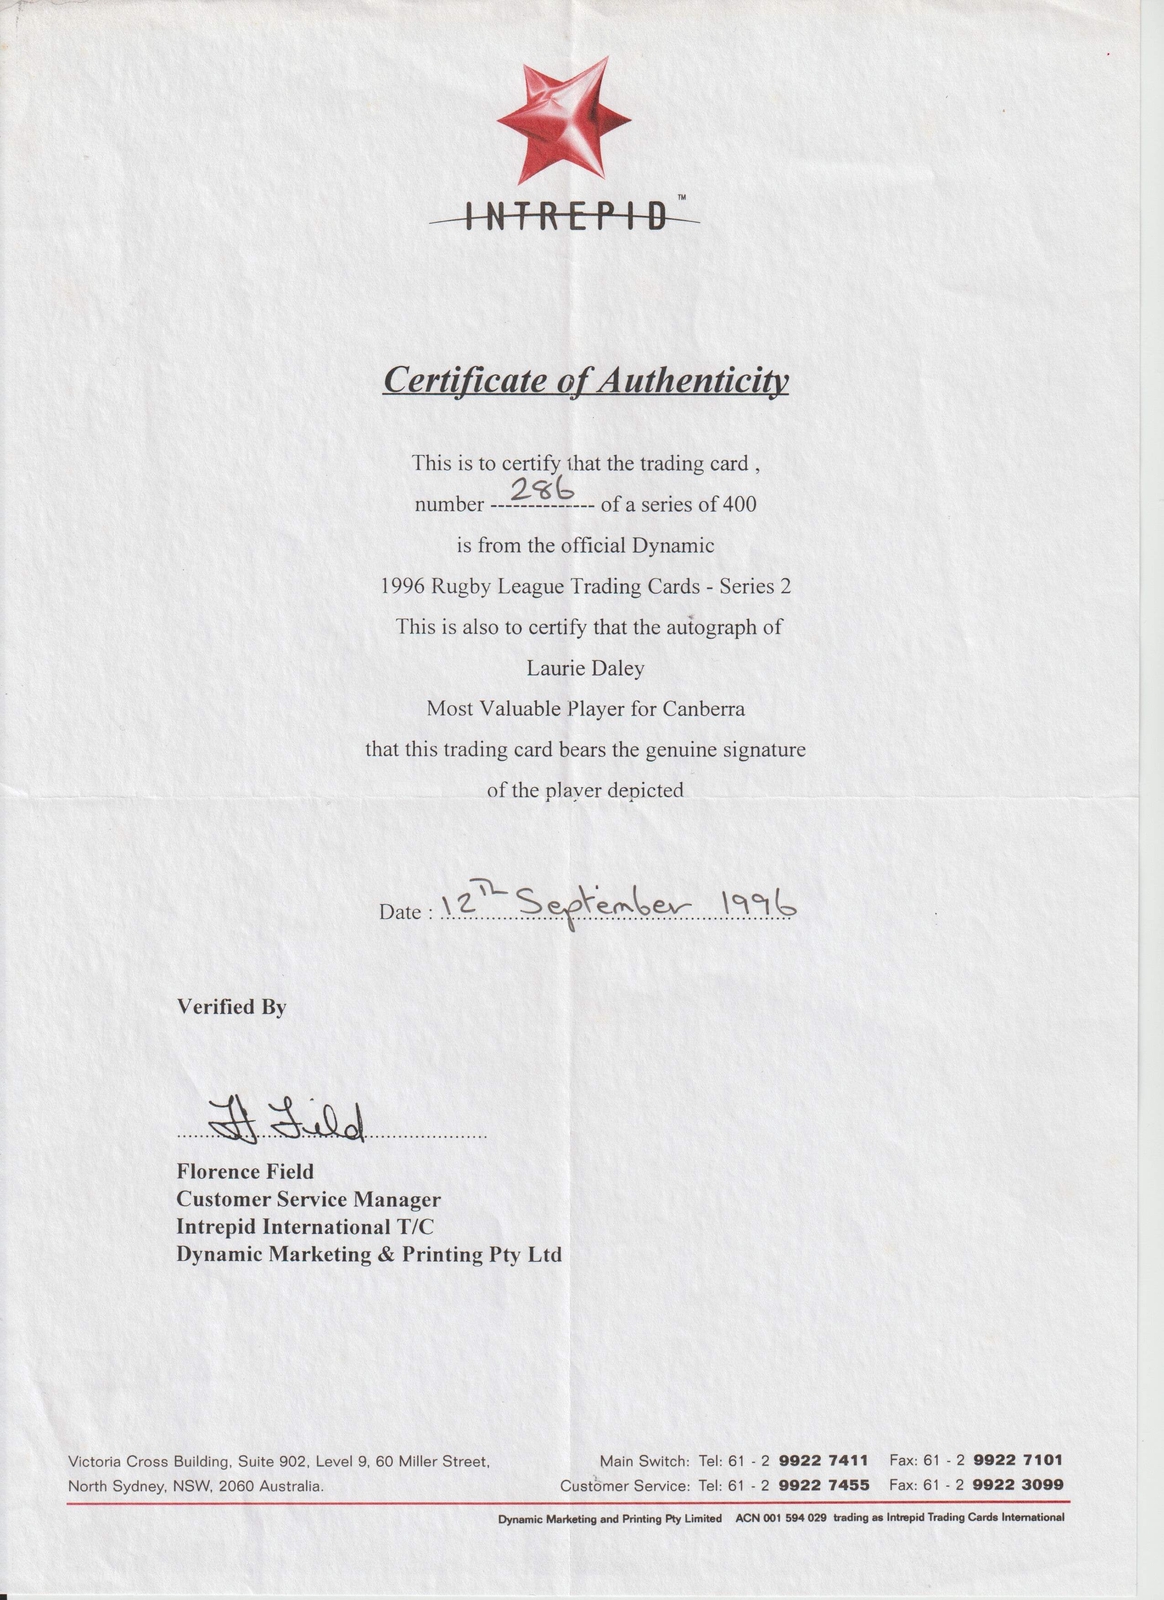 INTREPID™
Certificate of Authenticity
This is to certify that the trading card ,
number --------------- 286 of a series of 400
is from the official Dynamic
1996 Rugby League Trading Cards - Series 2
This is also to certify that the autograph of
Laurie Daley
Most Valuable Player for Canberra
that this trading card bears the genuine signature
of the player depicted
Date : 12TH September 1996
Verified By
H Field
Florence Field
Customer Service Manager
Intrepid International T/C
Dynamic Marketing & Printing Pty Ltd
Victoria Cross Building, Suite 902, Level 9, 60 Miller Street,
North Sydney, NSW, 2060 Australia.
Main Switch: Tel: 61 - 2 9922 7411 Fax: 61 - 2 9922 7101
Customer Service: Tel: 61 - 2 9922 7455 Fax: 61 - 2 9922 3099
Dynamic Marketing and Printing Pty Limited ACN 001 594 029 trading as Intrepid Trading Cards International